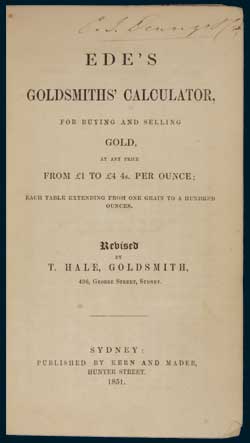 EDE'S
GOLDSMITHS' CALCULATOR,
FOR BUYING AND SELLING
GOLD,
AT ANY PRICE
FROM £1 TO £4 4s. PER OUNCE;
EACH TABLE EXTENDING FROM ONE GRAIN TO A HUNDRED
OUNCES.
Revised
BY
T. HALE, GOLDSMITH,
GEORGE STREET, SYDNEY.
SYDNEY:
PUBLISHED BY KERN AND MADER,
HUNTER STREET.
1851.